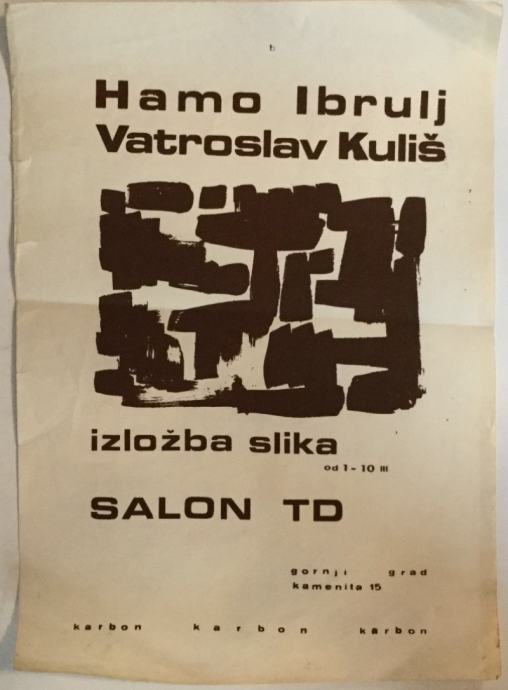 Hamo Ibrulj
Vatroslav Kuliš
izložba slika
od 1-10 III
SALON TD
gornji grad
kamenita 15
karbon karbon karbon